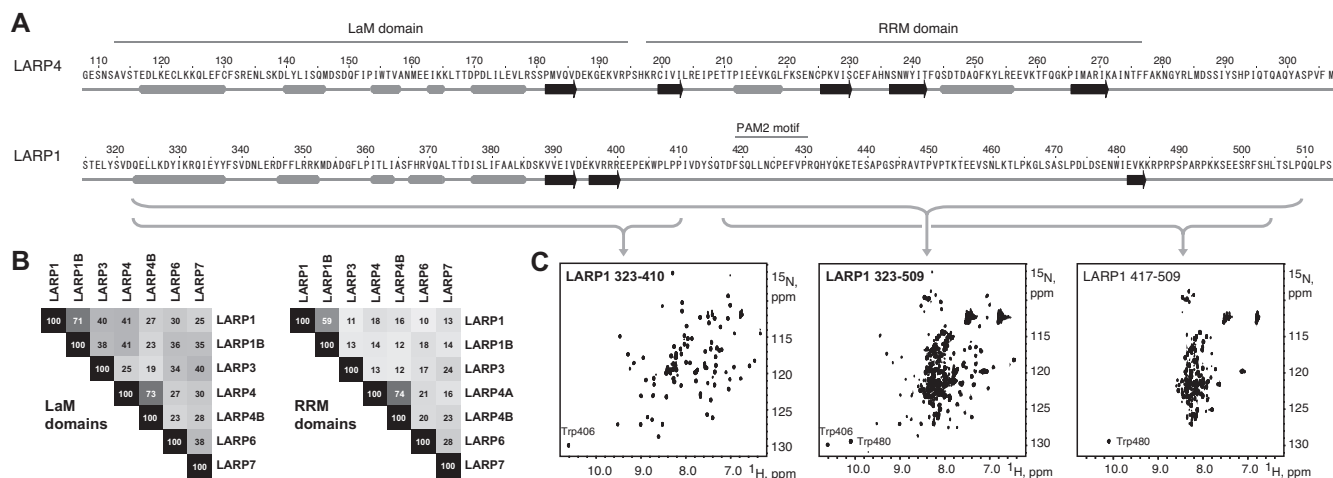 A
LaM domain
RRM domain
110 120 130 140 150 160 170 180 190 200 210 220 230 240 250 260 270 280 290 300
LARP4
GESNSAVSTEDLKECLKKQLEFCFSRENLSKDLYLISQMDSDQFIPIWTVANMEEIKKLTTDPDLILEVLRSSPMVQVDEKGEKVRPSHKRCIVILREIPETTPIEEVKGLFKSENCPKVISCEFAHNSNWYITFQSDTDAQFKYLREEVKTFQGKPIMARIKAINTFFAKNGYRLMDSSIYSHPIQTQAQYASPVFM
PAM2 motif
320 330 340 350 360 370 380 390 400 410 420 430 440 450 460 470 480 490 500 510
LARP1
STELYSVDQELLKDYIKRQIEYYFSVDNLERDFFLRRKMDADGFLPITLIASFHRVQALTTDISLIFAALKDSKVVEIVDEKVRRREEPEKWPLPPIVDYSQTDFSQLLNCPEFVPRQHYQKETESAPGSPRAVTPVPTKTEEVSNLKTLPKGLSASLPDLDSENWIEVKKRPRPSPARPKKSEESRFSHLTSLPQQLPS
B
LARP1 LARP1B LARP3 LARP4 LARP4B LARP6 LARP7
100 71 40 41 27 30 25 LARP1
100 38 41 23 36 35 LARP1B
100 25 19 34 40 LARP3
100 73 27 30 LARP4
100 23 28 LARP4B
100 38 LARP6
100 LARP7
LaM domains
LARP1 LARP1B LARP3 LARP4 LARP4B LARP6 LARP7
100 59 11 18 16 10 13 LARP1
100 13 14 12 18 14 LARP1B
100 13 12 17 24 LARP3
100 74 21 16 LARP4A
100 20 23 LARP4B
100 28 LARP6
100 LARP7
RRM domains
C
LARP1 323-410
Trp406
10.0 9.0 8.0 7.0 ¹H, ppm
15N, ppm
115
120
125
130
LARP1 323-509
Trp406
Trp480
10.0 9.0 8.0 7.0 ¹H, ppm
15N, ppm
115
120
125
130
LARP1 417-509
Trp480
10.0 9.0 8.0 7.0 ¹H, ppm
15N, ppm
115
120
125
130